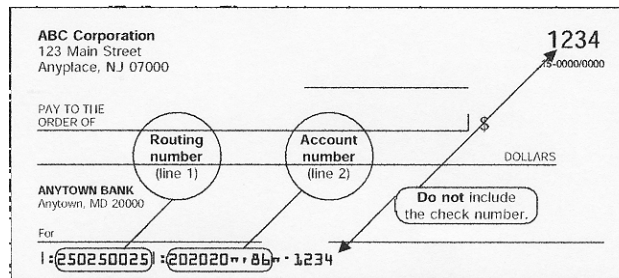 ABC Corporation
123 Main Street
Anyplace, NJ 07000
1234
15-0000/0000
PAY TO THE
ORDER OF
$
Routing
number
(line 1)
Account
number
(line 2)
DOLLARS
ANYTOWN BANK
Anytown, MD 20000
Do not include
the check number.
For
⑆250250025⑆ 202020⑈86⑈ 1234